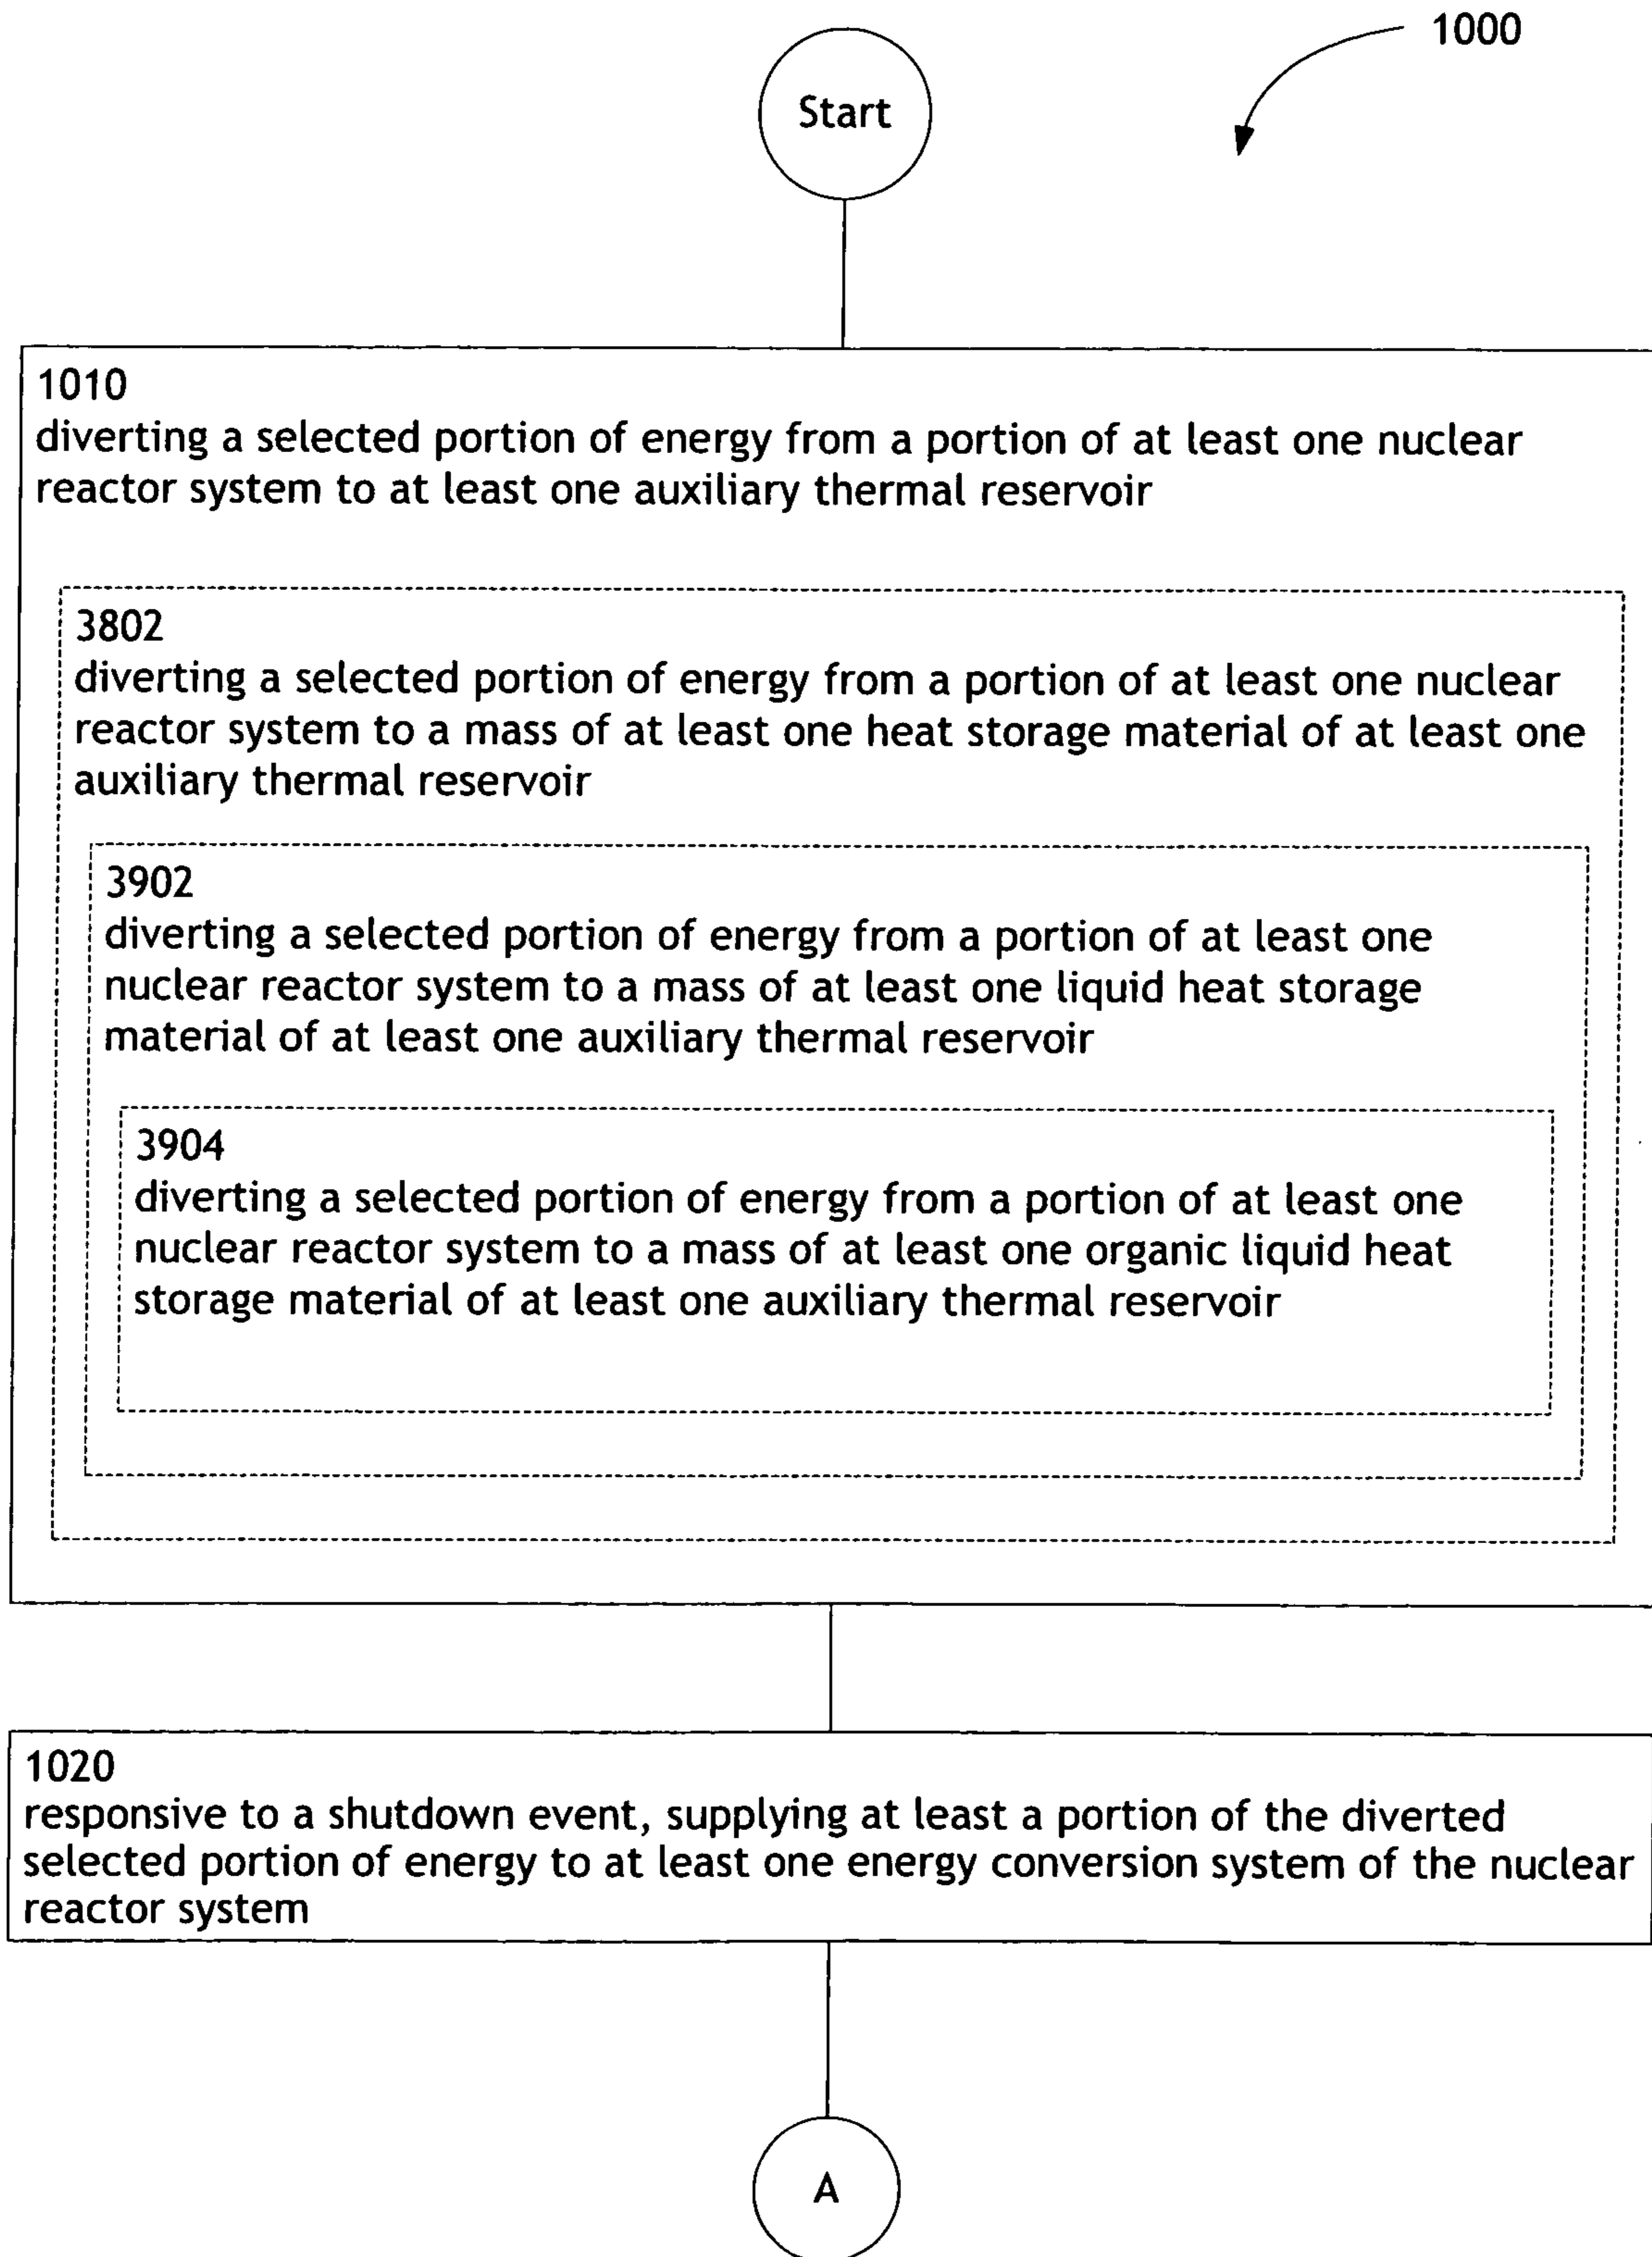 1000
Start
1010
diverting a selected portion of energy from a portion of at least one nuclear
reactor system to at least one auxiliary thermal reservoir
3802
diverting a selected portion of energy from a portion of at least one nuclear
reactor system to a mass of at least one heat storage material of at least one
auxiliary thermal reservoir
3902
diverting a selected portion of energy from a portion of at least one
nuclear reactor system to a mass of at least one liquid heat storage
material of at least one auxiliary thermal reservoir
3904
diverting a selected portion of energy from a portion of at least one
nuclear reactor system to a mass of at least one organic liquid heat
storage material of at least one auxiliary thermal reservoir
1020
responsive to a shutdown event, supplying at least a portion of the diverted
selected portion of energy to at least one energy conversion system of the nuclear
reactor system
A